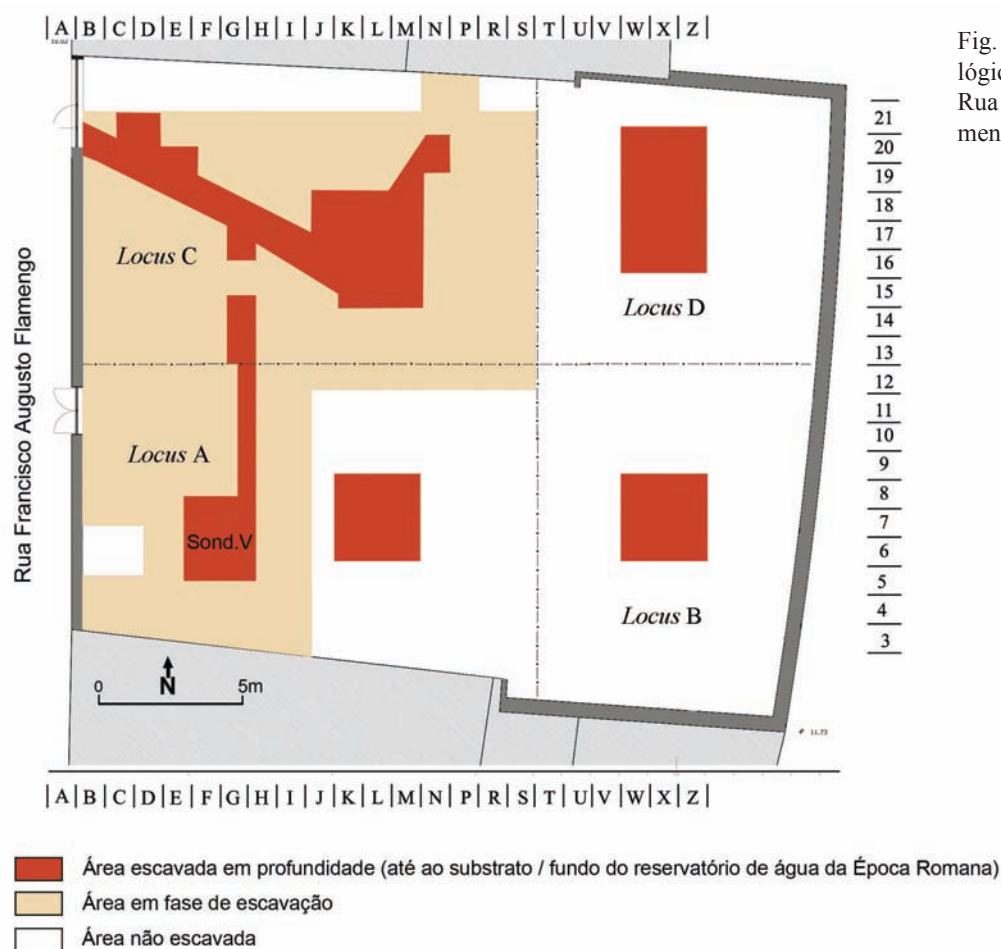 A B C D E F G H I J K L M N P R S T U V W X Z
Fig.
lógic
Rua
men
21
20
19
18
17
16
15
14
13
12
11
10
9
8
7
6
5
4
3
Rua Francisco Augusto Flamengo
Locus C
Locus D
Locus A
Sond.V
Locus B
0 N 5m
11.73
A B C D E F G H I J K L M N P R S T U V W X Z
Área escavada em profundidade (até ao substrato / fundo do reservatório de água da Época Romana)
Área em fase de escavação
Área não escavada